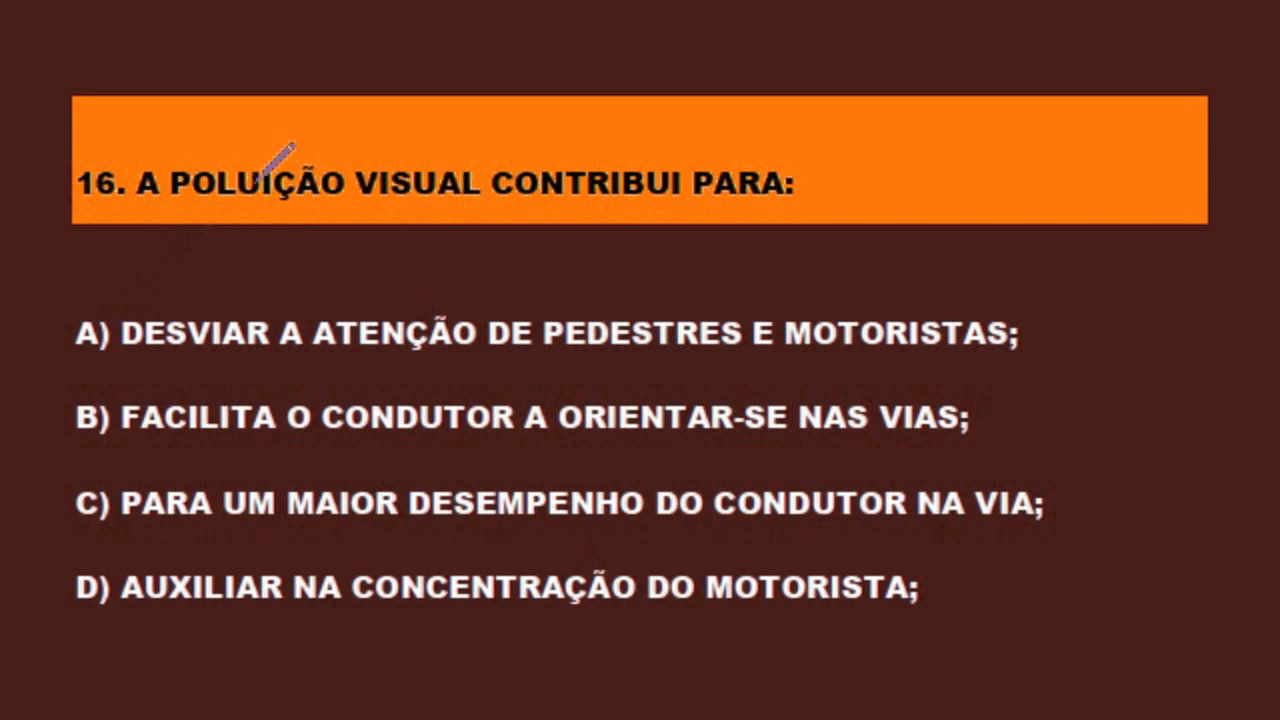 16. A POLUIÇÃO VISUAL CONTRIBUI PARA:
A) DESVIAR A ATENÇÃO DE PEDESTRES E MOTORISTAS;
B) FACILITA O CONDUTOR A ORIENTAR-SE NAS VIAS;
C) PARA UM MAIOR DESEMPENHO DO CONDUTOR NA VIA;
D) AUXILIAR NA CONCENTRAÇÃO DO MOTORISTA;